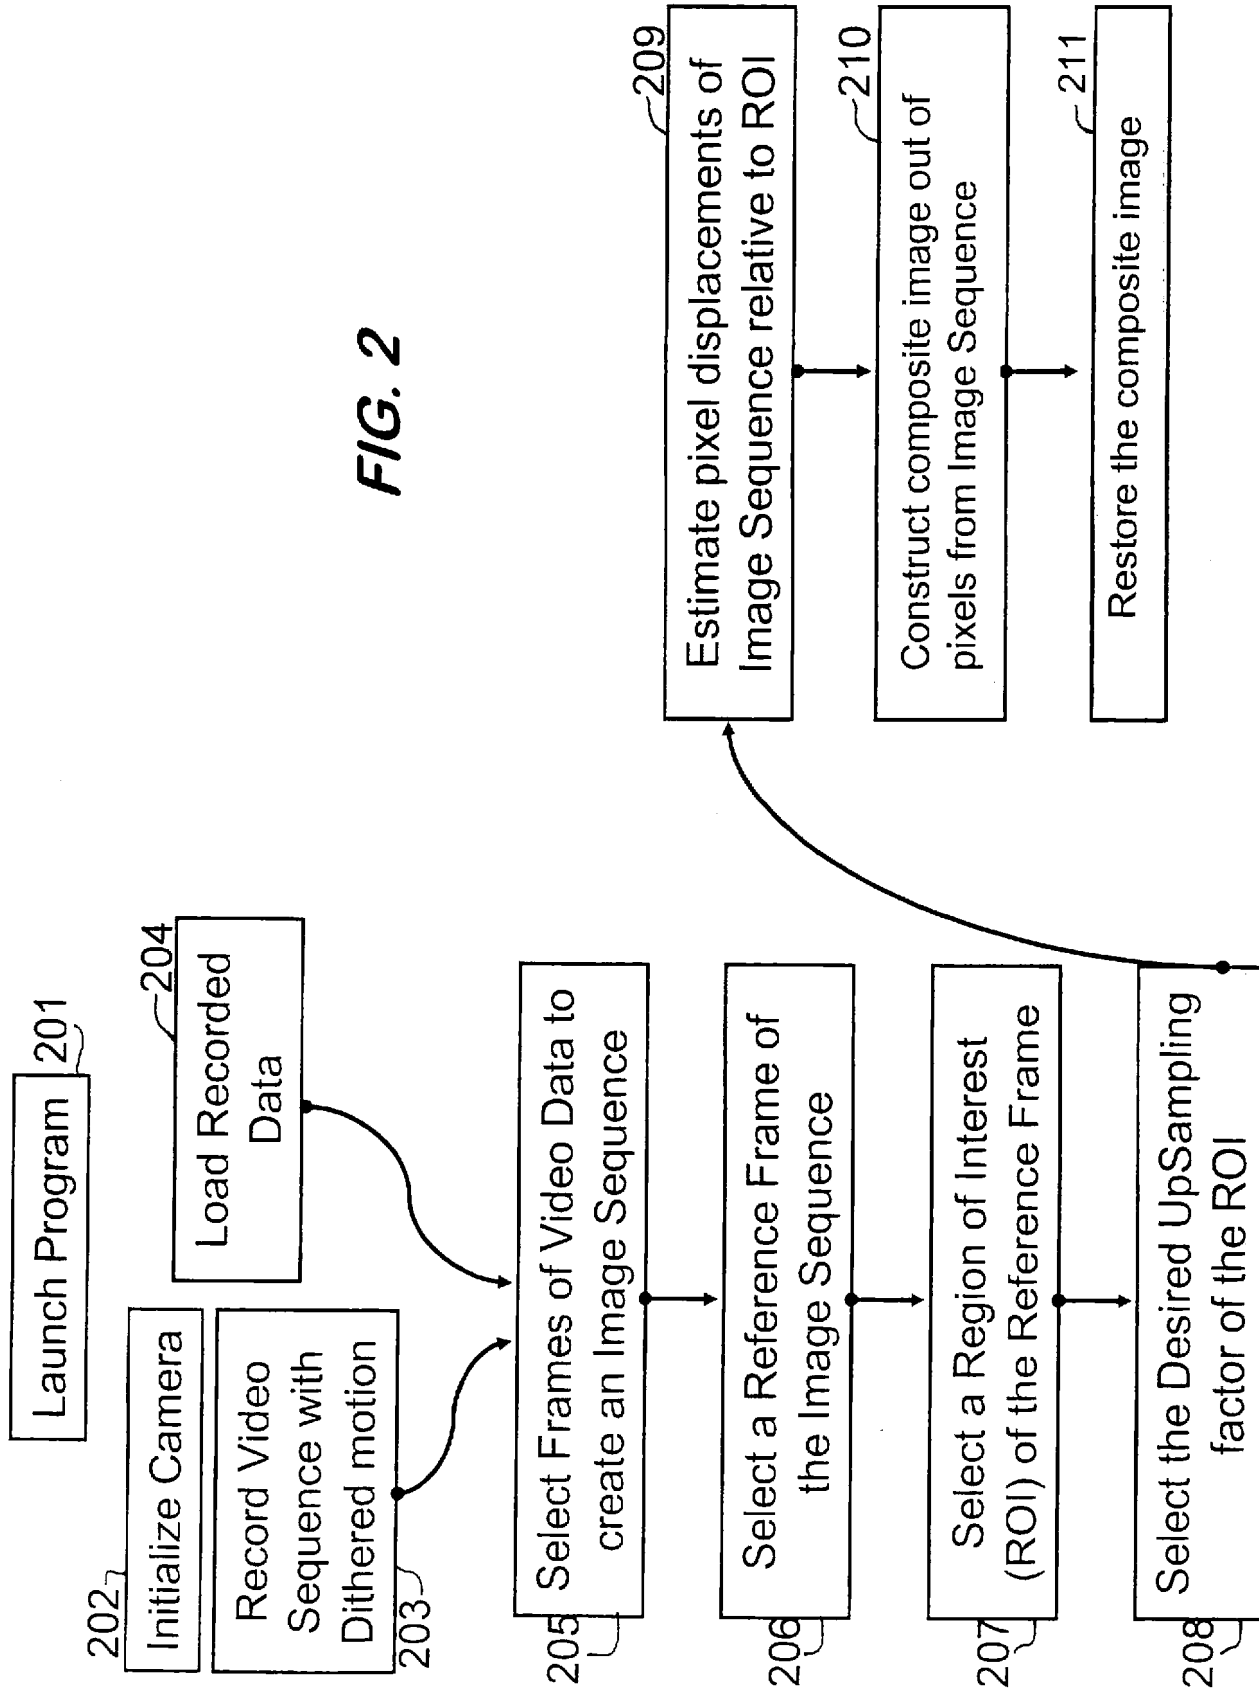 Launch Program
201
202
Initialize Camera
Record Video
Sequence with
Dithered motion
203
204
Load Recorded
Data
205
Select Frames of Video Data to
create an Image Sequence
206
Select a Reference Frame of
the Image Sequence
207
Select a Region of Interest
(ROI) of the Reference Frame
208
Select the Desired UpSampling
factor of the ROI
FIG. 2
209
Estimate pixel displacements of
Image Sequence relative to ROI
210
Construct composite image out of
pixels from Image Sequence
211
Restore the composite image